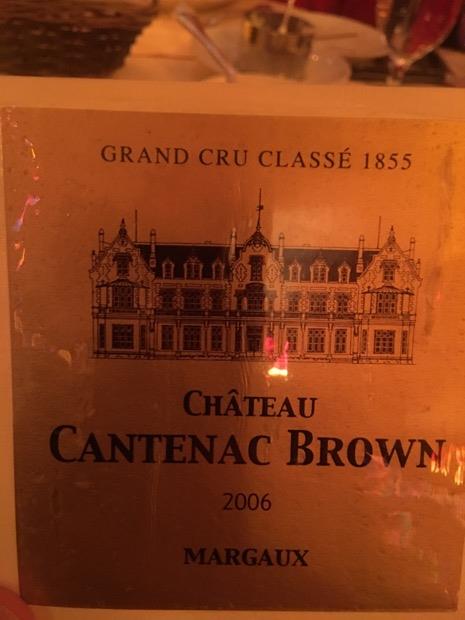 GRAND CRU CLASSÉ 1855
CHÂTEAU
CANTENAC BROWN
2006
MARGAUX